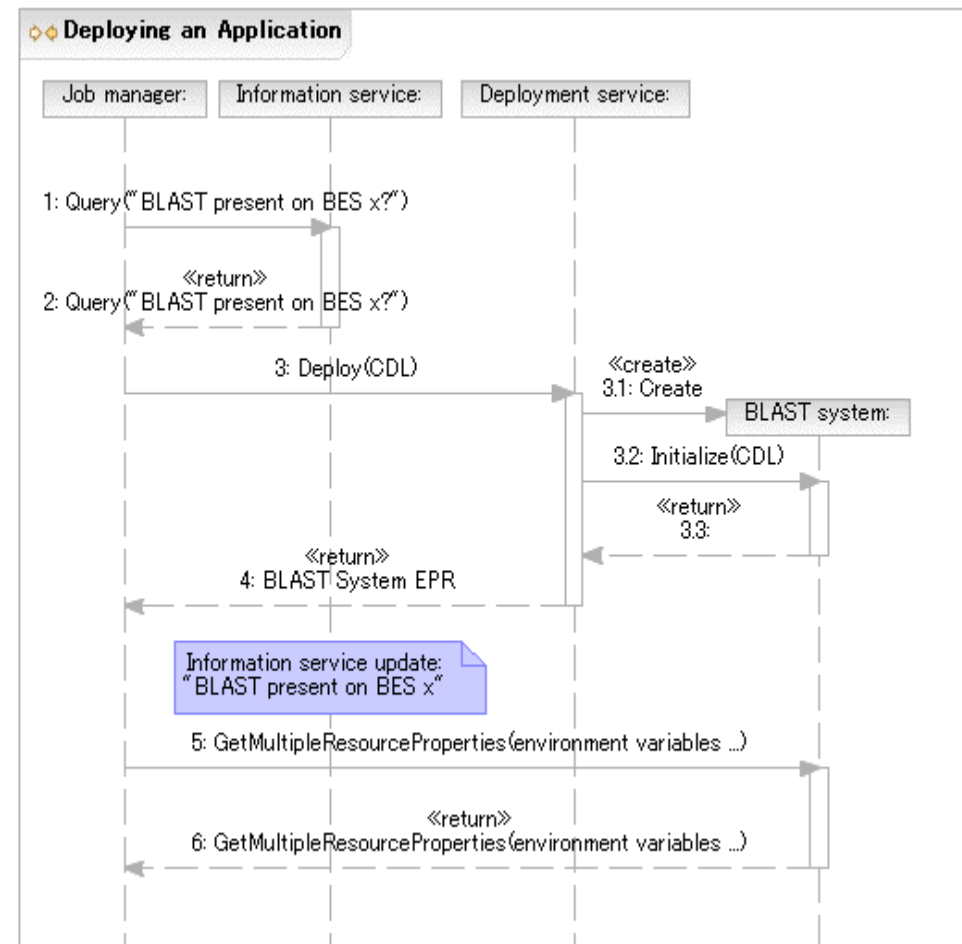 Deploying an Application
Job manager:
Information service:
Deployment service:
1: Query("BLAST present on BES x?")
«return»
2: Query("BLAST present on BES x?")
3: Deploy(CDL)
«create»
3.1: Create
BLAST system:
3.2: Initialize(CDL)
«return»
3.3:
«return»
4: BLAST System EPR
Information service update:
"BLAST present on BES x"
5: GetMultipleResourceProperties(environment variables ...)
«return»
6: GetMultipleResourceProperties(environment variables ...)